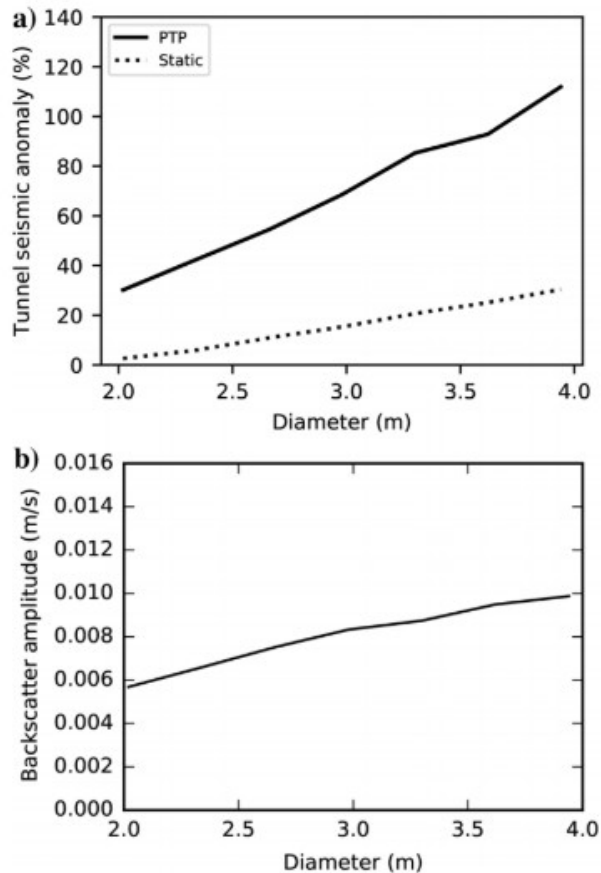 a)
Tunnel seismic anomaly (%)
140
120
100
80
60
40
20
0
PTP
Static
2.0 2.5 3.0 3.5 4.0
Diameter (m)
b)
Backscatter amplitude (m/s)
0.016
0.014
0.012
0.010
0.008
0.006
0.004
0.002
0.000
2.0 2.5 3.0 3.5 4.0
Diameter (m)